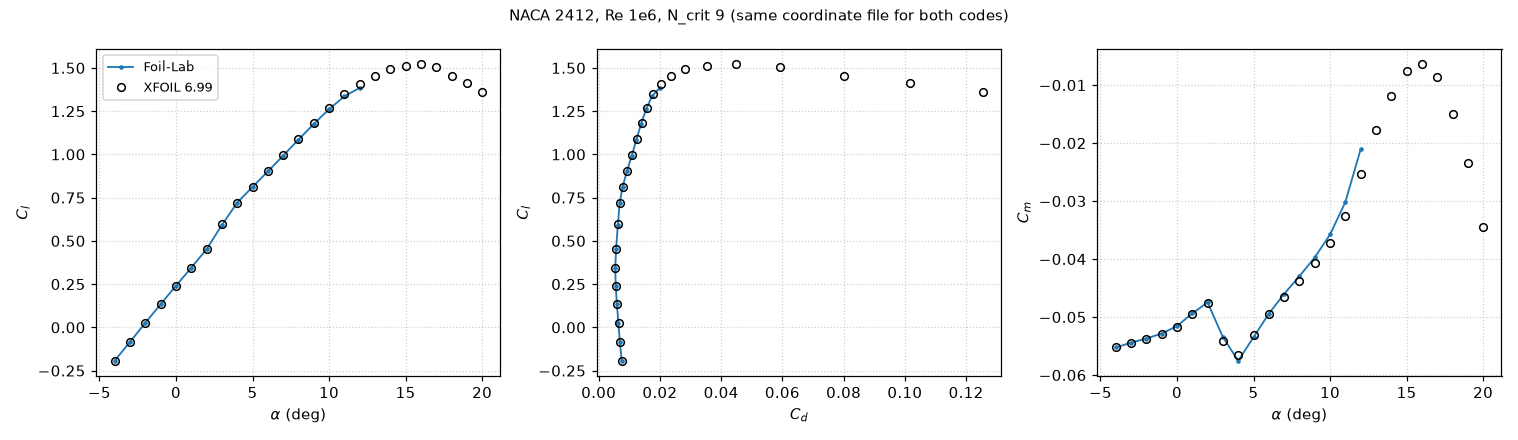 NACA 2412, Re 1e6, N_crit 9 (same coordinate file for both codes)
Foil-Lab
XFOIL 6.99
C_l
1.50
1.25
1.00
0.75
0.50
0.25
0.00
−0.25
−5 0 5 10 15 20
α (deg)
C_l
1.50
1.25
1.00
0.75
0.50
0.25
0.00
−0.25
0.00 0.02 0.04 0.06 0.08 0.10 0.12
C_d
C_m
−0.01
−0.02
−0.03
−0.04
−0.05
−0.06
−5 0 5 10 15 20
α (deg)